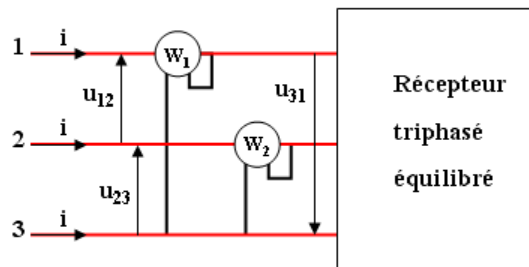 1 i W₁
u₁₂ u₃₁
2 i W₂
u₂₃
3 i
Récepteur
triphasé
équilibré